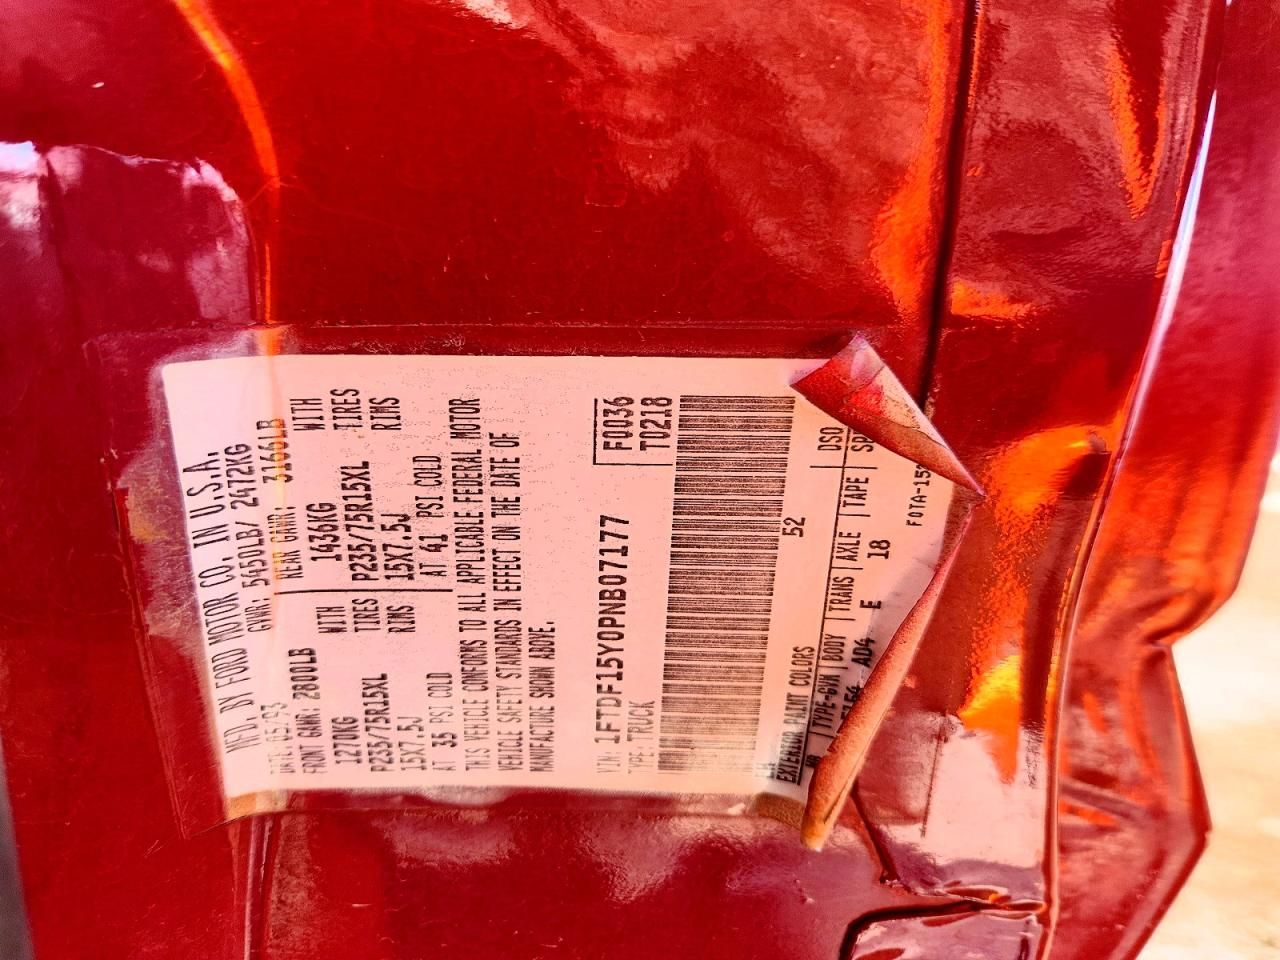 MFD. BY FORD MOTOR CO. IN U.S.A.
DATE: 05/93 GVWR: 5450LB/ 2472KG
FRONT GAWR: 2800LB REAR GAWR: 3166LB
1270KG WITH 1436KG WITH
P235/75R15XL TIRES P235/75R15XL TIRES
15X7.5J RIMS 15X7.5J RIMS
AT 35 PSI COLD AT 41 PSI COLD
THIS VEHICLE CONFORMS TO ALL APPLICABLE FEDERAL MOTOR
VEHICLE SAFETY STANDARDS IN EFFECT ON THE DATE OF
MANUFACTURE SHOWN ABOVE.
VIN: 1FTDF15Y0PNB07177 F0036
TYPE: TRUCK T0218
EXTERIOR PAINT COLORS 52 DSO
WB TYPE-GVW BODY TRANS AXLE TAPE
AD4 E 18